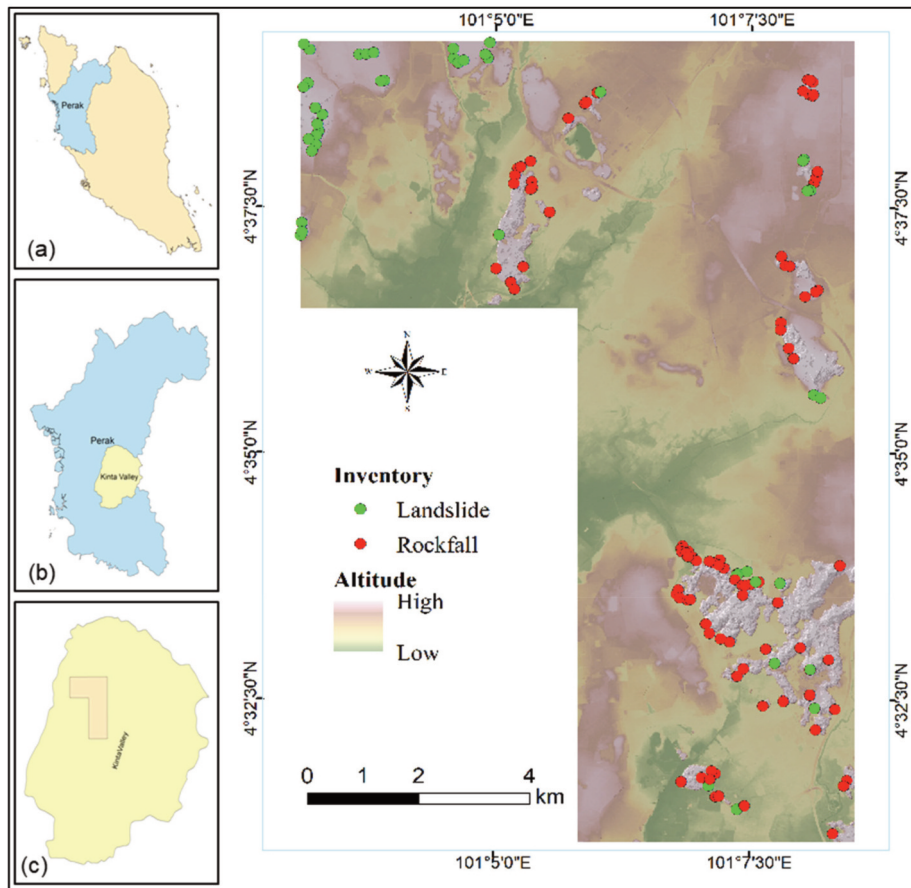 Perak
(a)
Perak
Kinta Valley
(b)
KintaValley
(c)
101°5'0"E
101°7'30"E
4°37'30"N
4°37'30"N
4°35'0"N
4°35'0"N
4°32'30"N
4°32'30"N
N
W
E
S
Inventory
Landslide
Rockfall
Altitude
High
Low
0 1 2 4
km
101°5'0"E
101°7'30"E